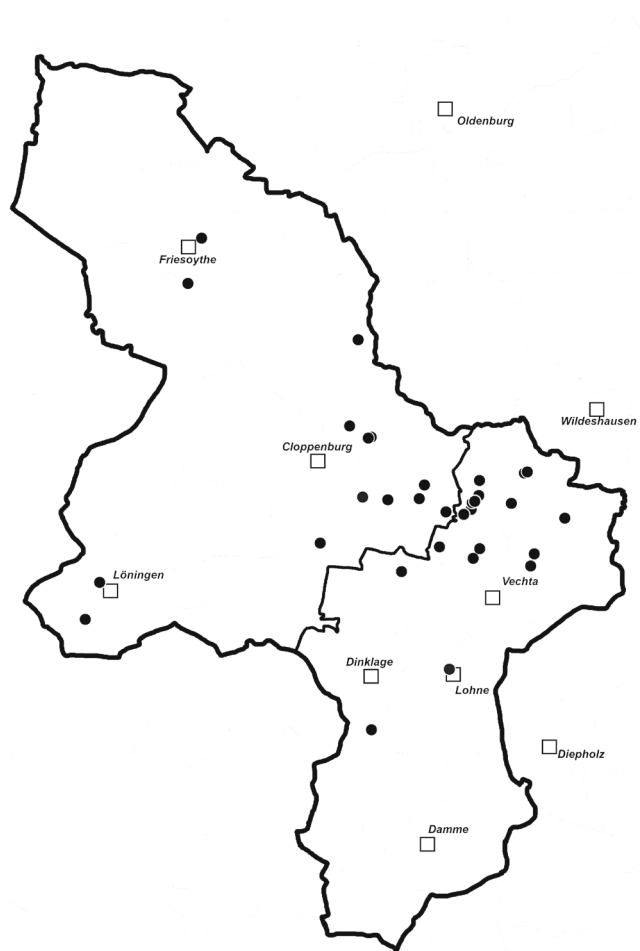 Oldenburg
Friesoythe
Wildeshausen
Cloppenburg
Löningen
Vechta
Dinklage
Lohne
Diepholz
Damme